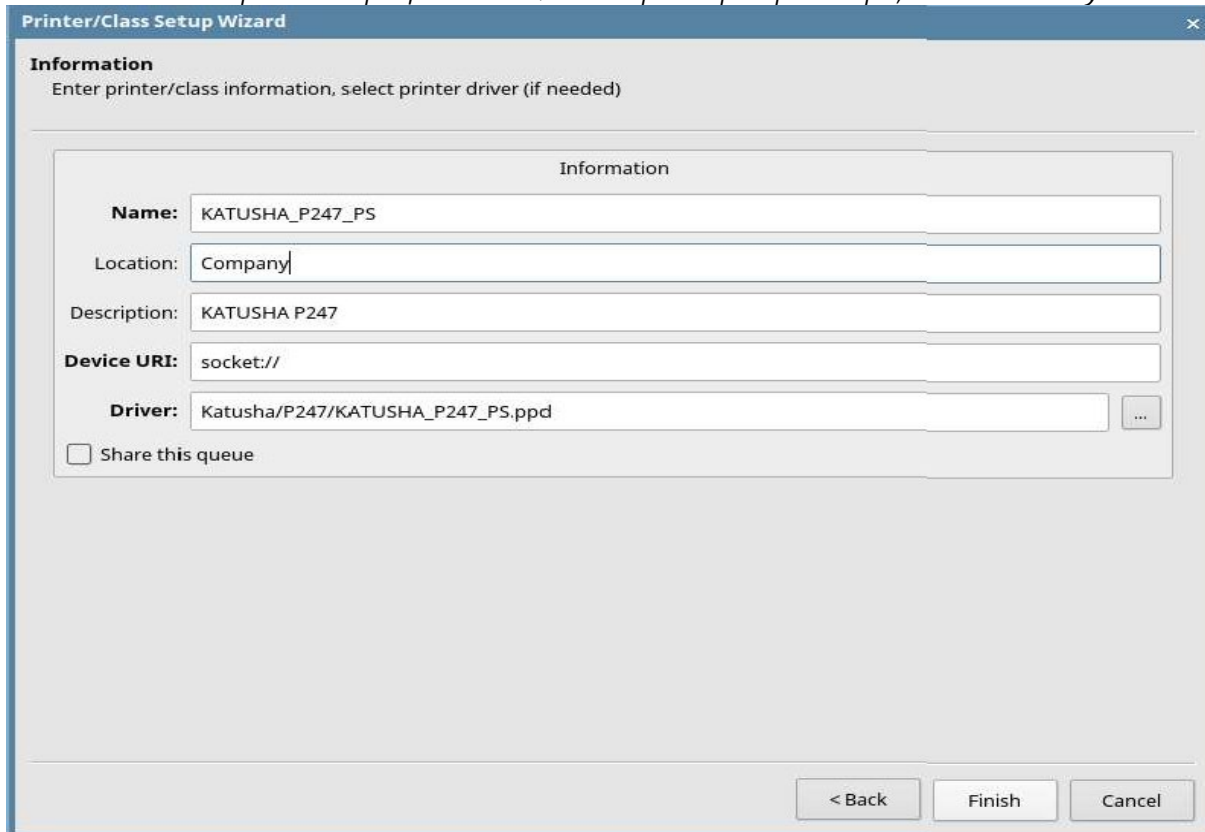 Printer/Class Setup Wizard
Information
Enter printer/class information, select printer driver (if needed)
Information
Name: KATUSHA_P247_PS
Location: Company
Description: KATUSHA P247
Device URI: socket://
Driver: Katusha/P247/KATUSHA_P247_PS.ppd ...
Share this queue
< Back Finish Cancel